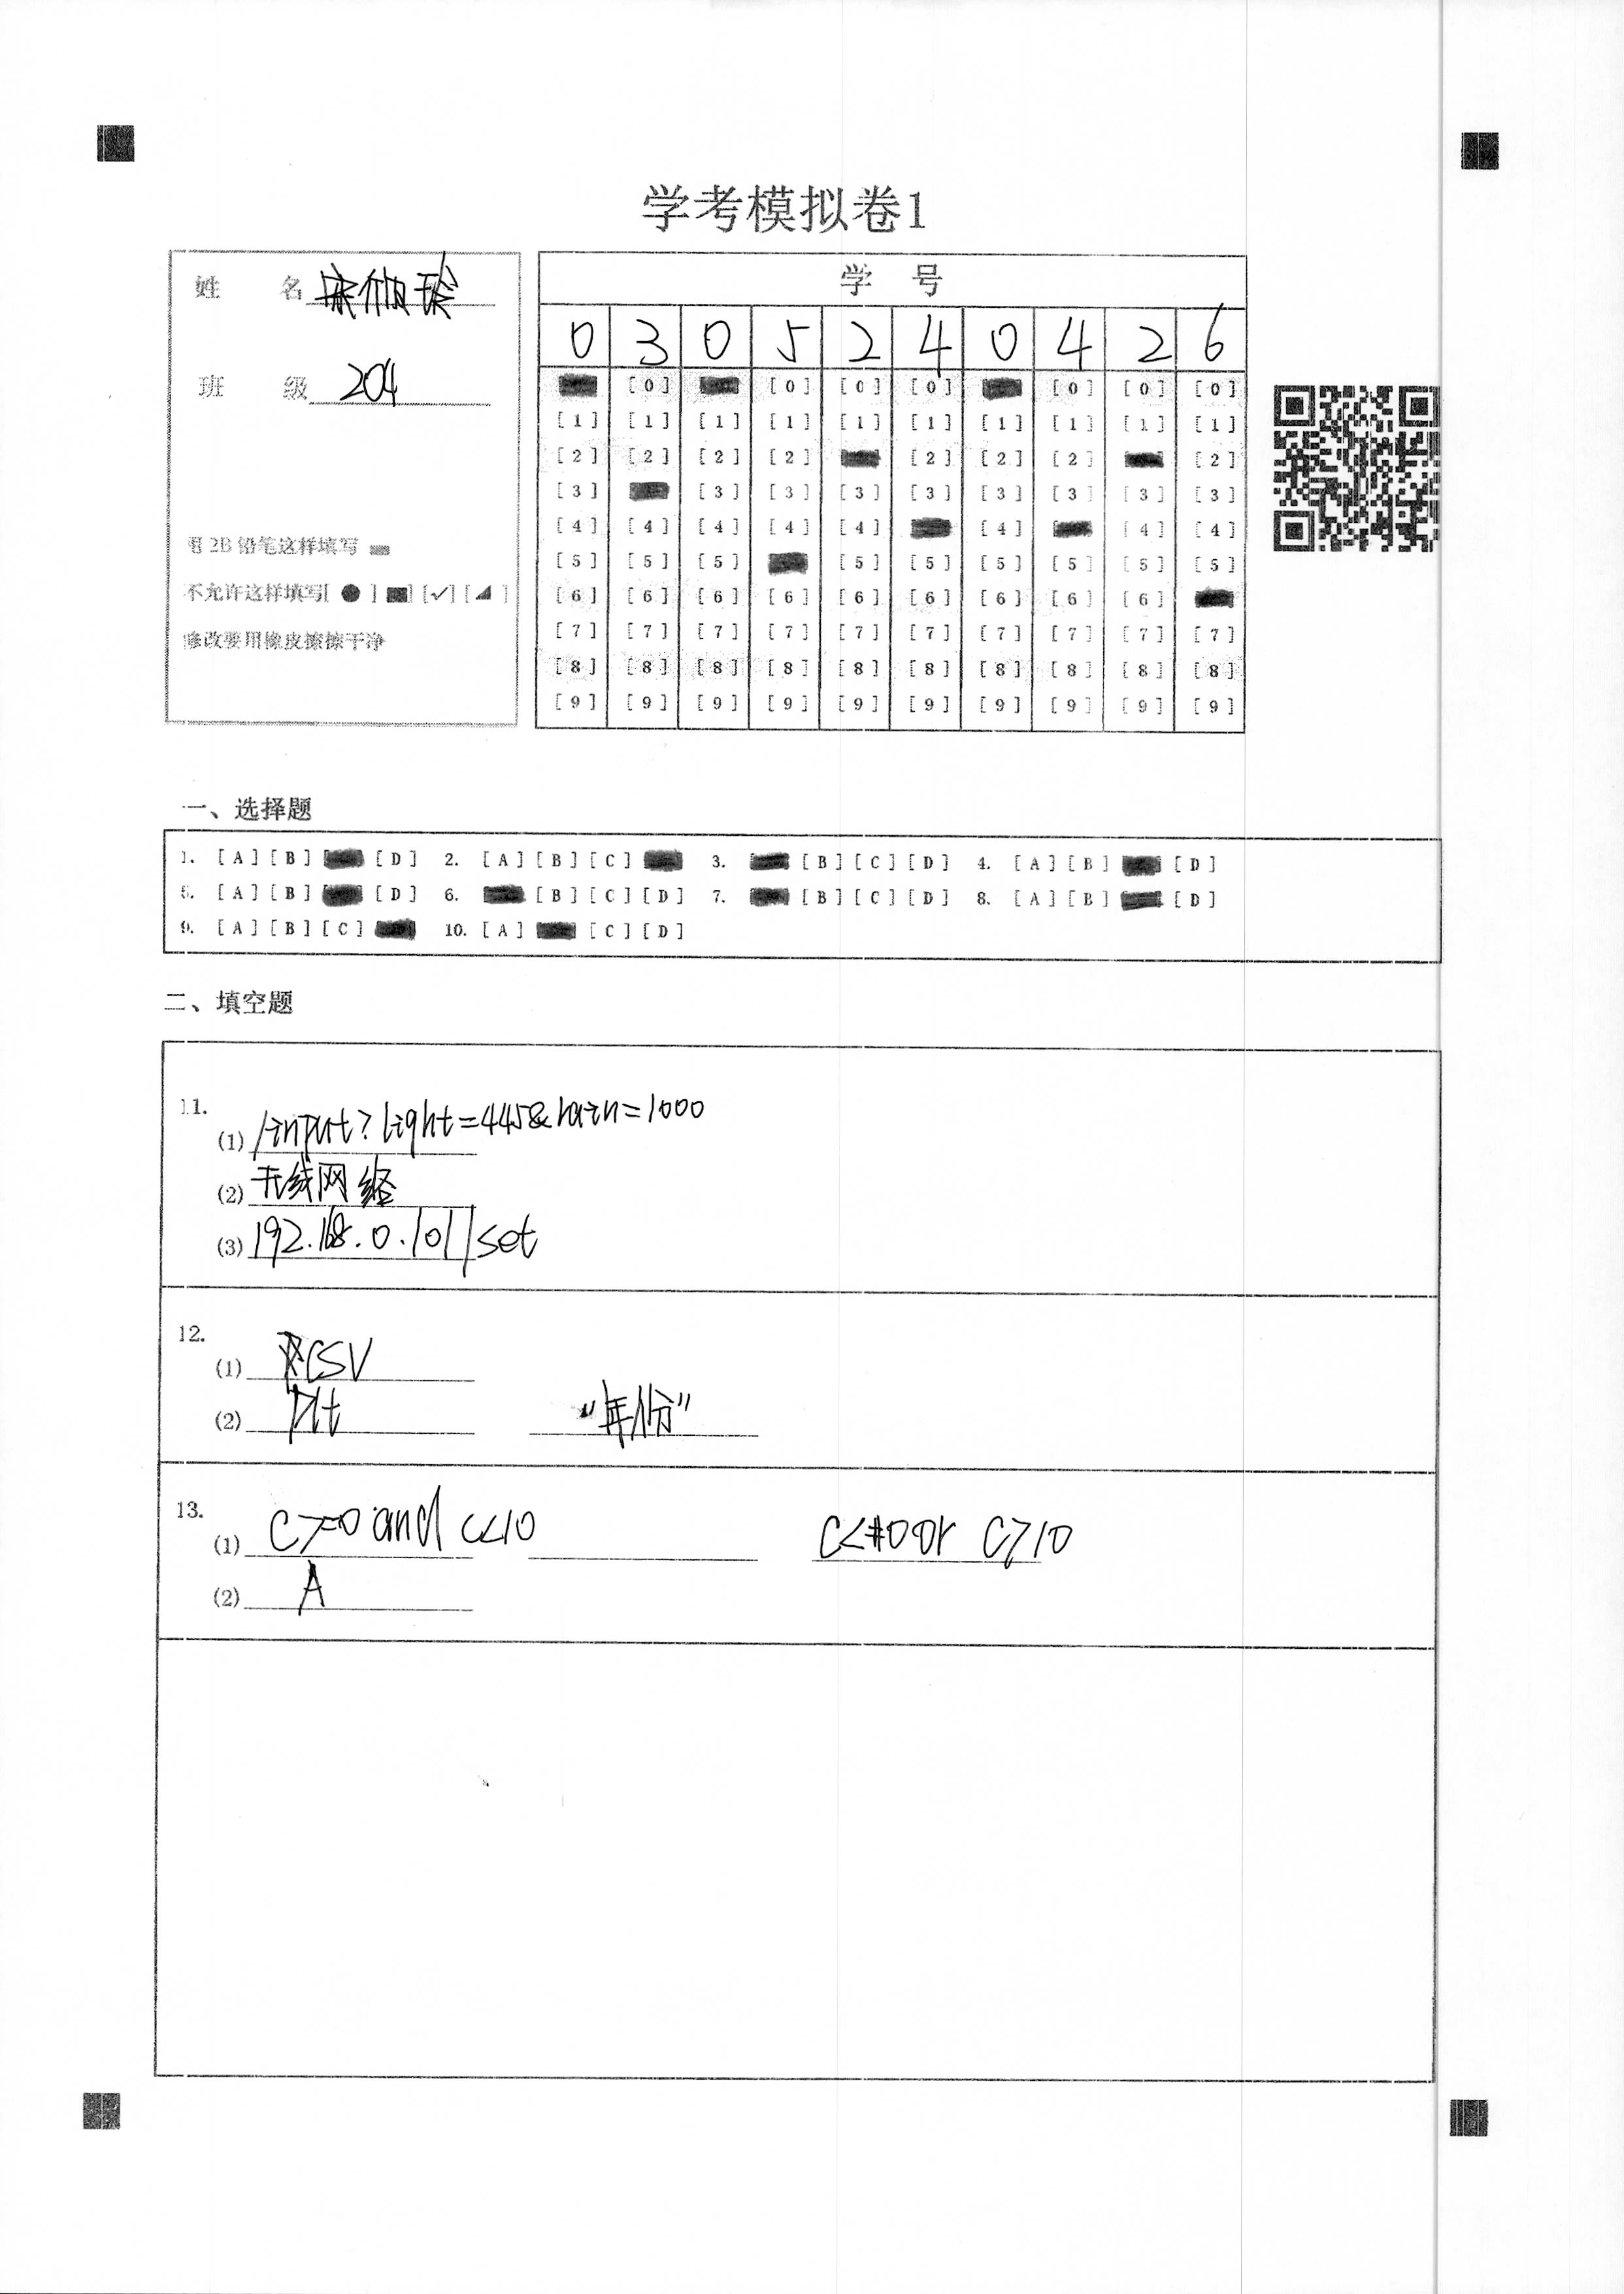 学考模拟卷1
姓 名
班 级 204
用 2B 铅笔这样填写
不允许这样填写[ ● ] [■] [✓] [◢ ]
修改要用橡皮擦擦干净
学 号
0 3 0 5 2 4 0 4 2 6
[0] [0] [0] [0] [0] [0] [0]
[1] [1] [1] [1] [1] [1] [1] [1] [1] [1]
[2] [2] [2] [2] [2] [2] [2] [2]
[3] [3] [3] [3] [3] [3] [3] [3] [3]
[4] [4] [4] [4] [4] [4] [4] [4]
[5] [5] [5] [5] [5] [5] [5] [5] [5]
[6] [6] [6] [6] [6] [6] [6] [6] [6]
[7] [7] [7] [7] [7] [7] [7] [7] [7] [7]
[8] [8] [8] [8] [8] [8] [8] [8] [8] [8]
[9] [9] [9] [9] [9] [9] [9] [9] [9] [9]
一、选择题
1. [A] [B] [D] 2. [A] [B] [C] 3. [B] [C] [D] 4. [A] [B] [D]
5. [A] [B] [D] 6. [B] [C] [D] 7. [B] [C] [D] 8. [A] [B] [D]
9. [A] [B] [C] 10. [A] [C] [D]
二、填空题
11.
(1) /input?light=445&rain=1000
(2) 无线网络
(3) 192.168.0.101/set
12.
(1) CSV
(2) plt "年份"
13.
(1) c>=0 and c<10 c<0 or c>10
(2) A